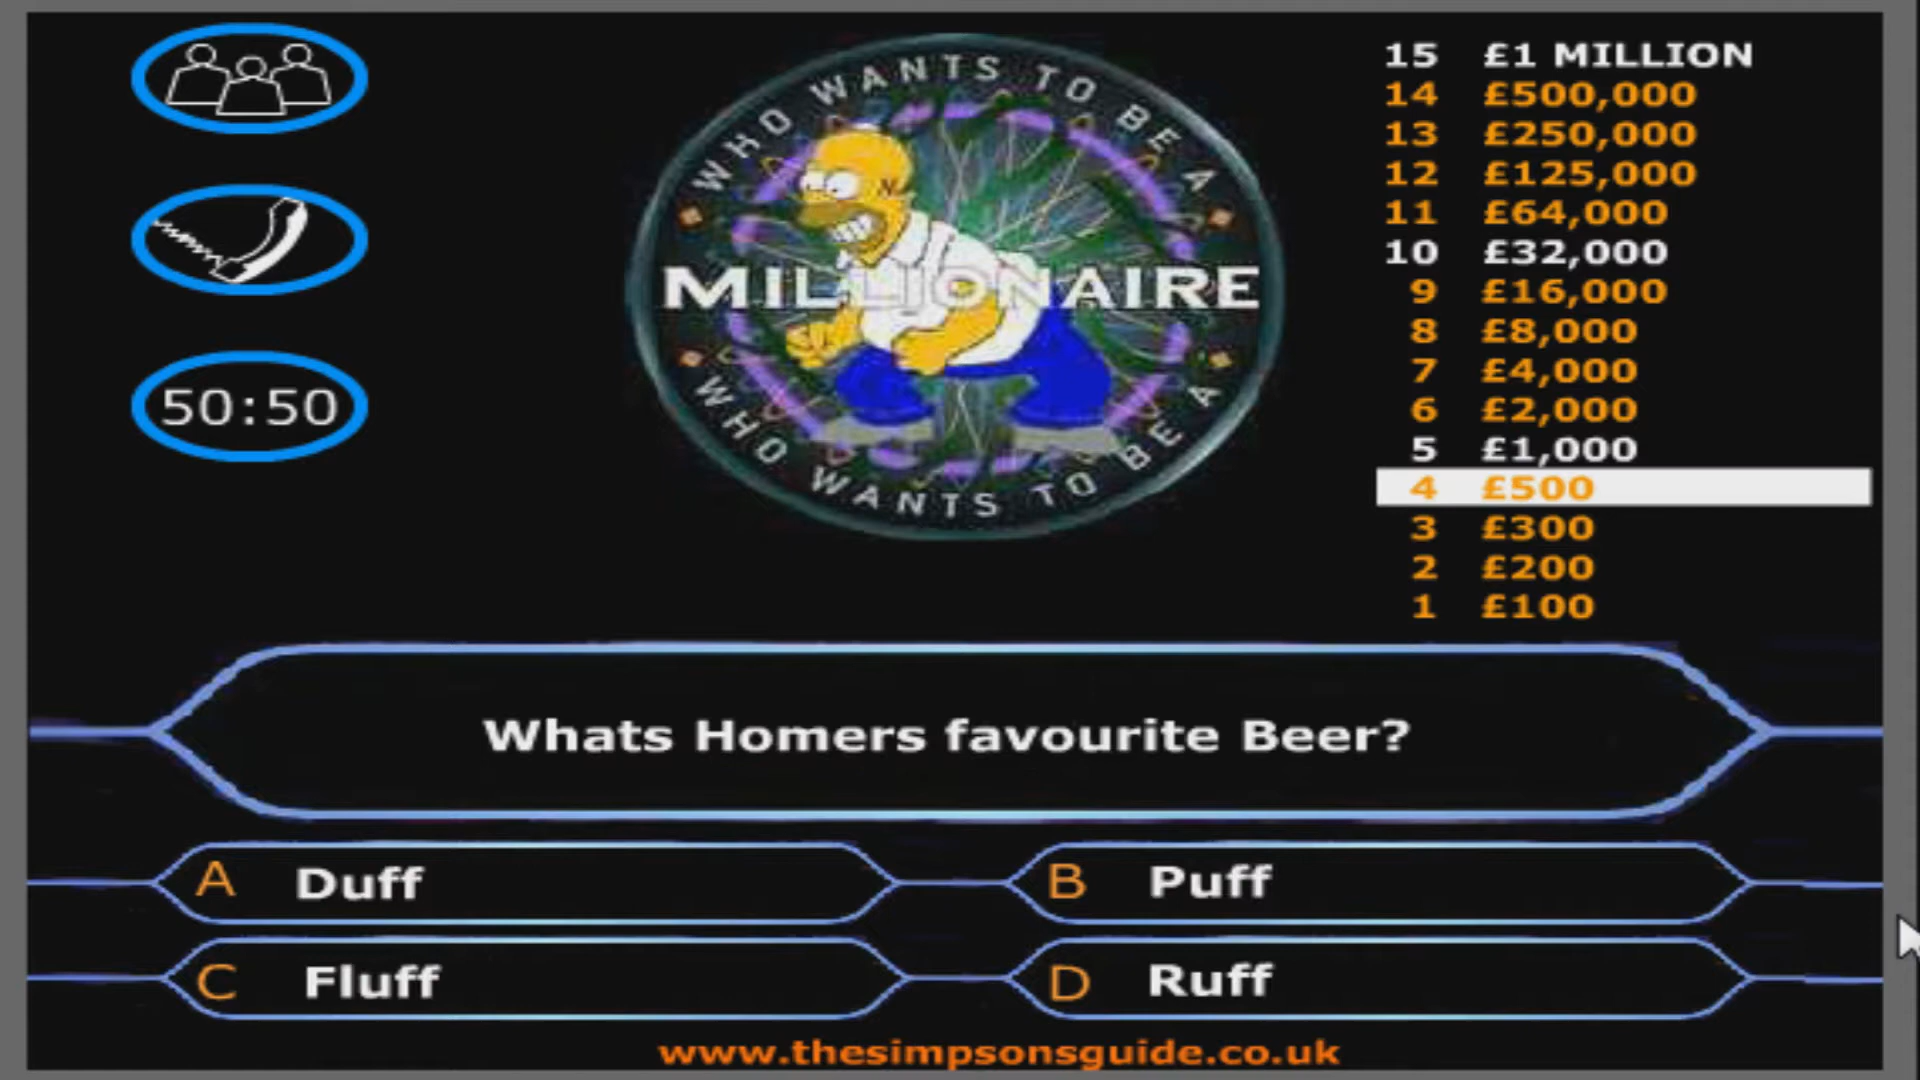 WHO WANTS TO BE A
MILLIONAIRE
WHO WANTS TO BE A
50:50
15 £1 MILLION
14 £500,000
13 £250,000
12 £125,000
11 £64,000
10 £32,000
9 £16,000
8 £8,000
7 £4,000
6 £2,000
5 £1,000
4 £500
3 £300
2 £200
1 £100
Whats Homers favourite Beer?
A Duff
B Puff
C Fluff
D Ruff
www.thesimpsonsguide.co.uk